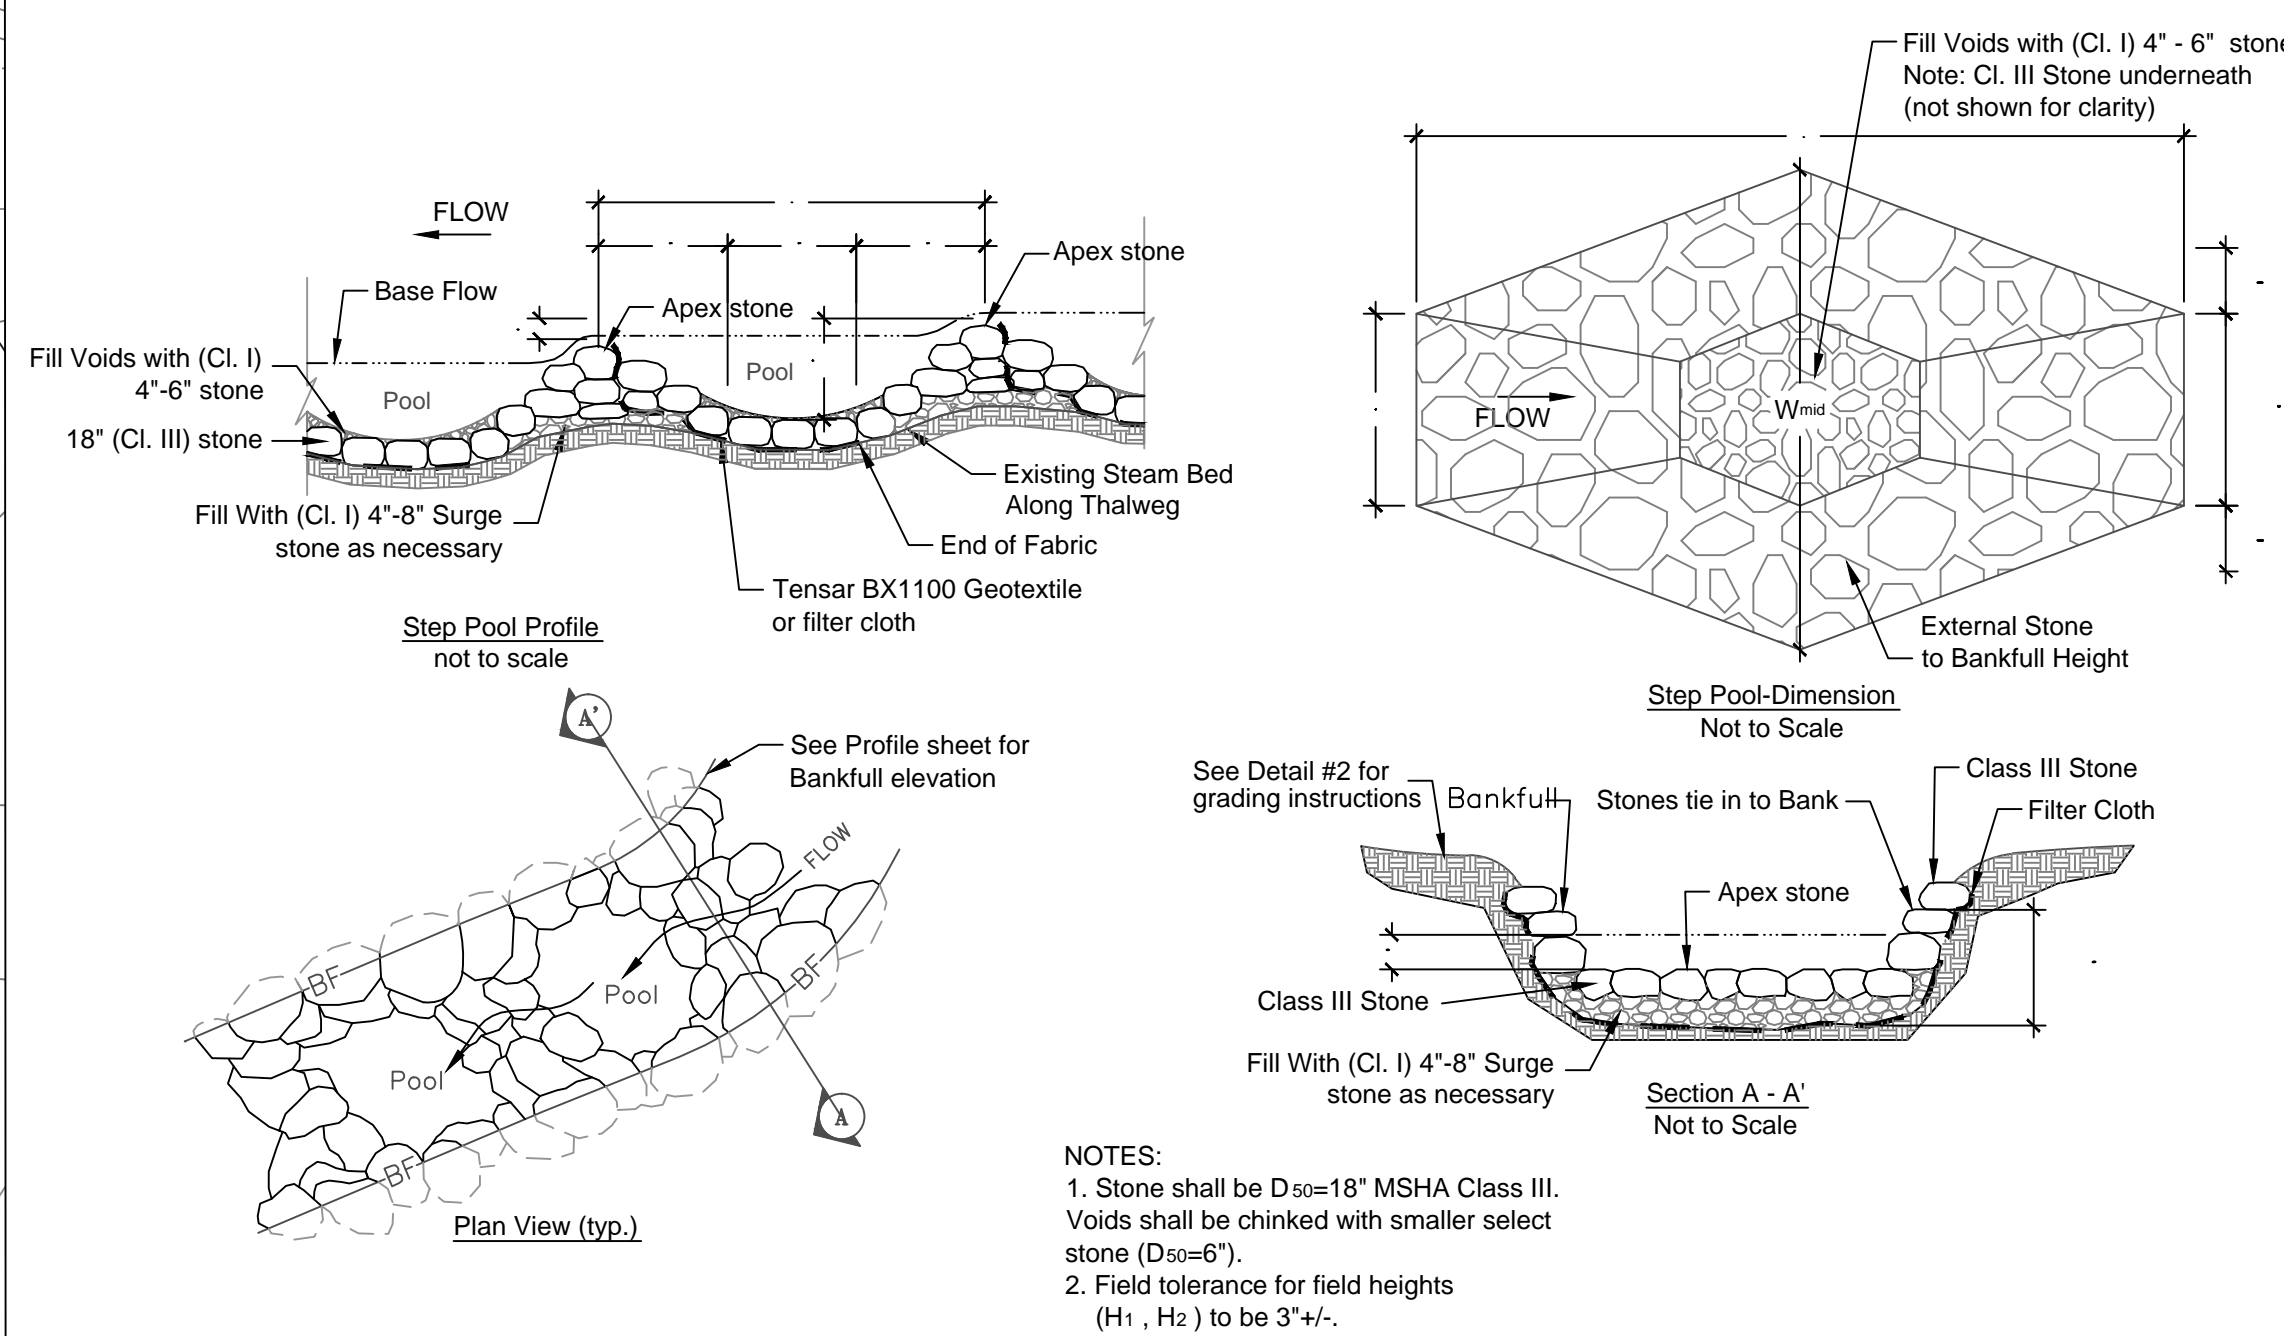 FLOW
Base Flow
Apex stone
Apex stone
Fill Voids with (Cl. I)
4"-6" stone
Pool
Pool
18" (Cl. III) stone
Fill With (Cl. I) 4"-8" Surge
stone as necessary
Existing Steam Bed
Along Thalweg
End of Fabric
Tensar BX1100 Geotextile
or filter cloth
Step Pool Profile
not to scale
Fill Voids with (Cl. I) 4" - 6" stone
Note: Cl. III Stone underneath
(not shown for clarity)
FLOW
Wmid
External Stone
to Bankfull Height
Step Pool-Dimension
Not to Scale
A'
See Profile sheet for
Bankfull elevation
FLOW
BF
BF
Pool
Pool
BF
A
Plan View (typ.)
See Detail #2 for
grading instructions
Bankfull
Stones tie in to Bank
Class III Stone
Filter Cloth
Apex stone
Class III Stone
Fill With (Cl. I) 4"-8" Surge
stone as necessary
Section A - A'
Not to Scale
NOTES:
1. Stone shall be D50=18" MSHA Class III.
Voids shall be chinked with smaller select
stone (D50=6").
2. Field tolerance for field heights
(H1 , H2 ) to be 3"+/-.